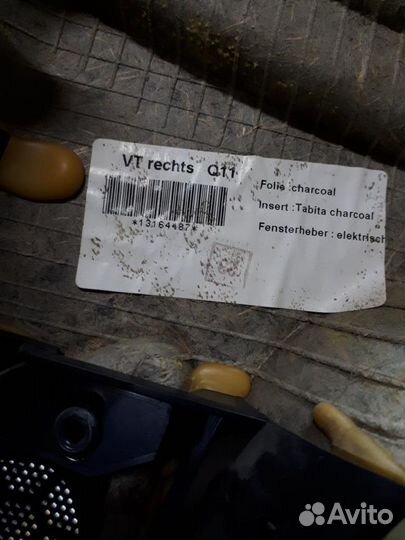 VT rechts Q11
*13164487*
Folie :charcoal
Insert :Tabita charcoal
Fensterheber : elektrisch
Avito